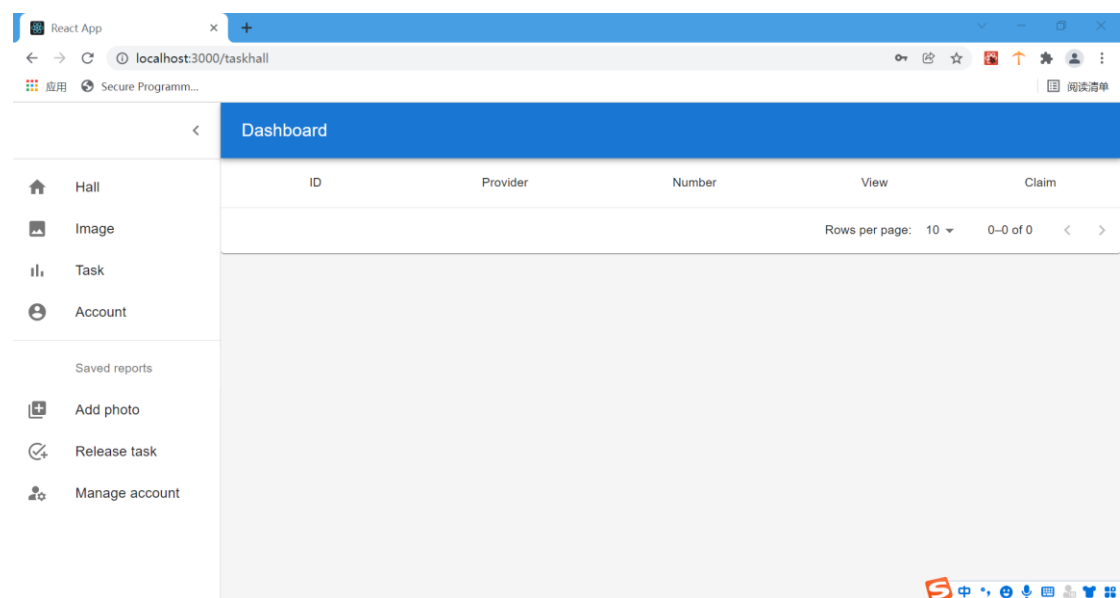 React App
localhost:3000/taskhall
应用 Secure Programm... 阅读清单
Dashboard
Hall
Image
Task
Account
Saved reports
Add photo
Release task
Manage account
ID Provider Number View Claim
Rows per page: 10 0–0 of 0
中